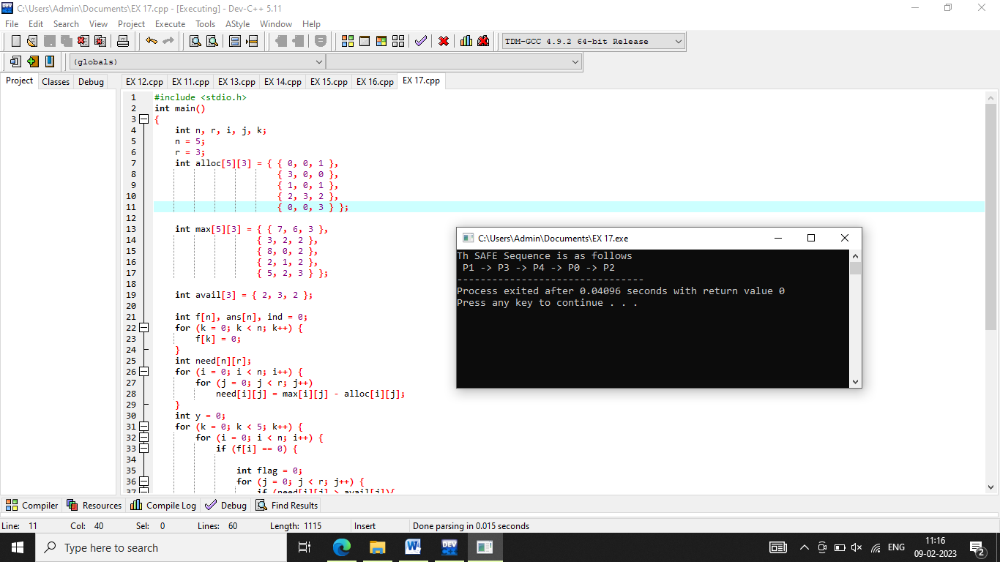 C:\Users\Admin\Documents\EX 17.cpp - [Executing] - Dev-C++ 5.11
File Edit Search View Project Execute Tools AStyle Window Help
TDM-GCC 4.9.2 64-bit Release
(globals)
Project Classes Debug
EX 12.cpp EX 11.cpp EX 13.cpp EX 14.cpp EX 15.cpp EX 16.cpp EX 17.cpp
1 #include <stdio.h>
2 int main()
3 {
4 int n, r, i, j, k;
5 n = 5;
6 r = 3;
7 int alloc[5][3] = { { 0, 0, 1 },
8 { 3, 0, 0 },
9 { 1, 0, 1 },
10 { 2, 3, 2 },
11 { 0, 0, 3 } };
12
13 int max[5][3] = { { 7, 6, 3 },
14 { 3, 2, 2 },
15 { 8, 0, 2 },
16 { 2, 1, 2 },
17 { 5, 2, 3 } };
18
19 int avail[3] = { 2, 3, 2 };
20
21 int f[n], ans[n], ind = 0;
22 for (k = 0; k < n; k++) {
23 f[k] = 0;
24 }
25 int need[n][r];
26 for (i = 0; i < n; i++) {
27 for (j = 0; j < r; j++)
28 need[i][j] = max[i][j] - alloc[i][j];
29 }
30 int y = 0;
31 for (k = 0; k < 5; k++) {
32 for (i = 0; i < n; i++) {
33 if (f[i] == 0) {
34
35 int flag = 0;
36 for (j = 0; j < r; j++) {
37 if (need[i][j] > avail[j]){
C:\Users\Admin\Documents\EX 17.exe
Th SAFE Sequence is as follows
P1 -> P3 -> P4 -> P0 -> P2
--------------------------------
Process exited after 0.04096 seconds with return value 0
Press any key to continue . . .
Compiler Resources Compile Log Debug Find Results
Line: 11 Col: 40 Sel: 0 Lines: 60 Length: 1115 Insert Done parsing in 0.015 seconds
Type here to search
DEV
ENG
11:16
09-02-2023
2